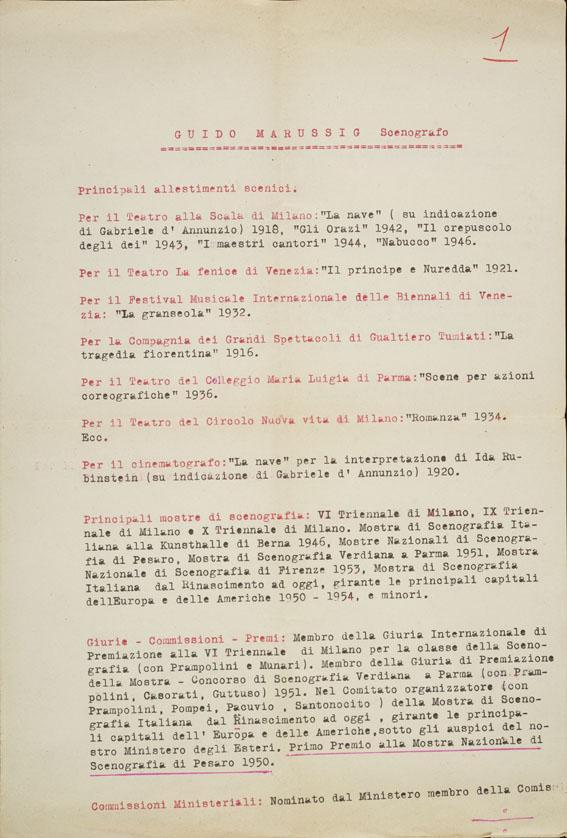 1
GUIDO MARUSSIG Scenografo
==================================================
Principali allestimenti scenici.
Per il Teatro alla Scala di Milano:"La nave" ( su indicazione
di Gabriele d' Annunzio) 1918, "Gli Orazi" 1942, "Il crepuscolo
degli dei" 1943, "I maestri cantori" 1944, "Nabucco" 1946.
Per il Teatro La fenice di Venezia:"Il principe e Nuredda" 1921.
Per il Festival Musicale Internazionale delle Biennali di Vene-
zia: "La granseola" 1932.
Per la Compagnia dei Grandi Spettacoli di Gualtiero Tumiati:"La
tragedia fiorentina" 1916.
Per il Teatro del Colleggio Maria Luigia di Parma:"Scene per azioni
coreografiche" 1936.
Per il Teatro del Circolo Nuova vita di Milano:"Romanza" 1934.
Ecc.
Per il cinematografo:"La nave" per la interpretazione di Ida Ru-
binstein (su indicazione di Gabriele d' Annunzio) 1920.
Principali mostre di scenografia: VI Triennale di Milano, IX Trien-
nale di Milano e X Triennale di Milano. Mostra di Scenografia Ita-
liana alla Kunsthalle di Berna 1946, Mostre Nazionali di Scenogra-
fia di Pesaro, Mostra di Scenografia Verdiana a Parma 1951, Mostra
Nazionale di Scenografia di Firenze 1953, Mostra di Scenografia
Italiana dal Rinascimento ad oggi, girante le principali capitali
dellEuropa e delle Americhe 1950 - 1954, e minori.
Giurie - Commissioni - Premi: Membro della Giuria Internazionale di
Premiazione alla VI Triennale di Milano per la classe della Sceno-
grafia (con Prampolini e Munari). Membro della Giuria di Premiazione
della Mostra - Concorso di Scenografia Verdiana a Parma (con Pram-
polini, Casorati, Guttuso) 1951. Nel Comitato organizzatore (con
Prampolini, Pompei, Pacuvio , Santonocito ) della Mostra di Sceno-
grafia Italiana dal Rinascimento ad oggi , girante le principa-
li capitali dell' Europa e delle Americhe,sotto gli auspici del no-
stro Ministero degli Esteri. Primo Premio alla Mostra Nazionale di
Scenografia di Pesaro 1950.
Commissioni Ministeriali: Nominato dal Ministero membro della Comis-